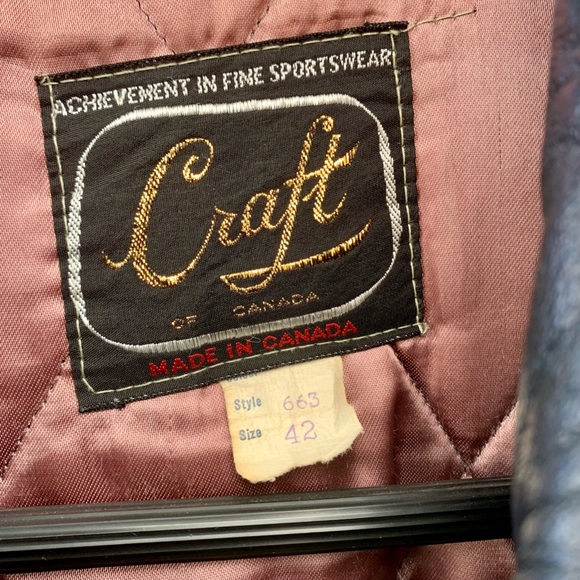 ACHIEVEMENT IN FINE SPORTSWEAR
Craft
OF CANADA
MADE IN CANADA
Style 663
Size 42